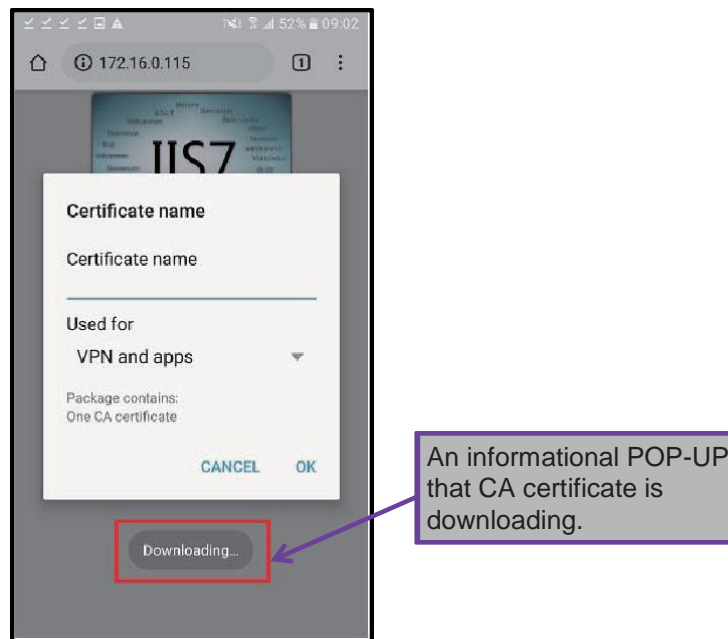 52% 09:02
172.16.0.115
1
IIS7
Certificate name
Certificate name
Used for
VPN and apps
Package contains:
One CA certificate
CANCEL OK
Downloading...
An informational POP-UP
that CA certificate is
downloading.